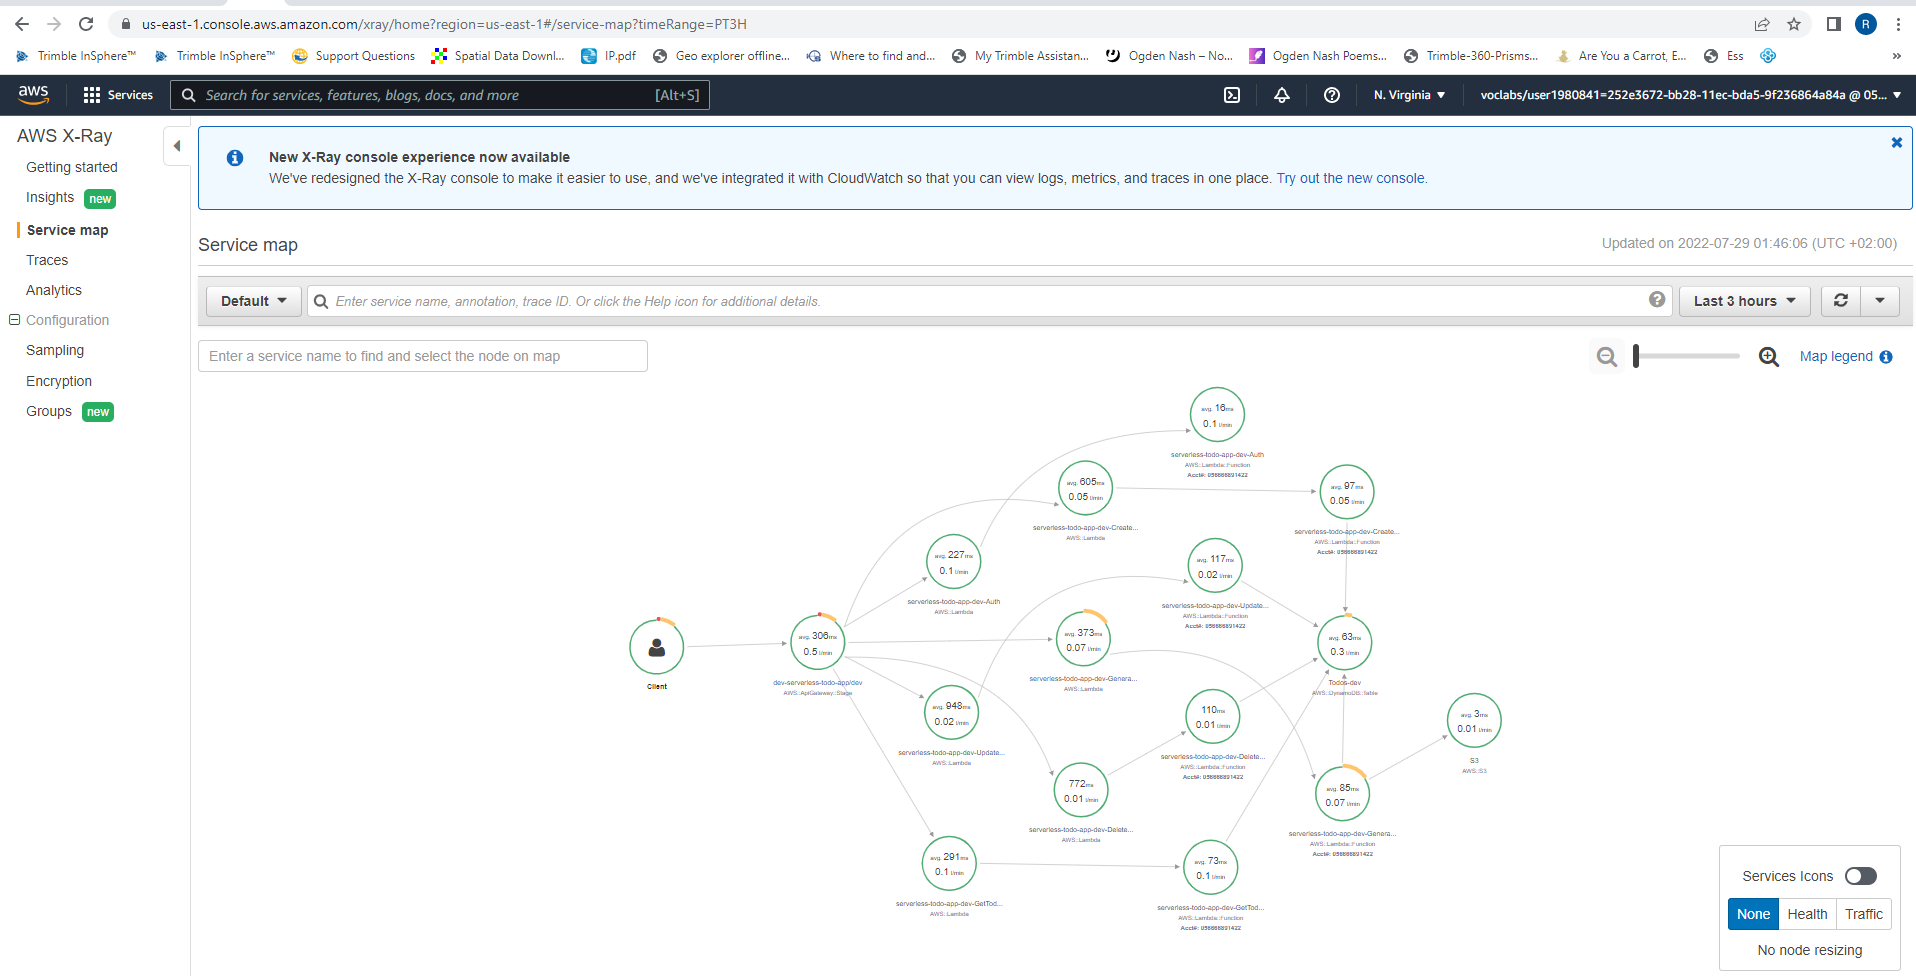 us-east-1.console.aws.amazon.com/xray/home?region=us-east-1#/service-map?timeRange=PT3H
R
Trimble InSphere™ Trimble InSphere™ Support Questions Spatial Data Downl... IP.pdf Geo explorer offline... Where to find and... My Trimble Assistan... Ogden Nash – No... Ogden Nash Poems... Trimble-360-Prisms... Are You a Carrot, E... Ess »
aws Services Search for services, features, blogs, docs, and more [Alt+S] N. Virginia voclabs/user1980841=252e3672-bb28-11ec-bda5-9f236864a84a @ 05...
AWS X-Ray
Getting started
Insights new
Service map
Traces
Analytics
Configuration
Sampling
Encryption
Groups new
New X-Ray console experience now available
We've redesigned the X-Ray console to make it easier to use, and we've integrated it with CloudWatch so that you can view logs, metrics, and traces in one place. Try out the new console.
Service map
Updated on 2022-07-29 01:46:06 (UTC +02:00)
Default Enter service name, annotation, trace ID. Or click the Help icon for additional details. Last 3 hours
Enter a service name to find and select the node on map
Map legend
avg. 16ms
0.1 t/min
serverless-todo-app-dev-Auth
AWS::Lambda::Function
avg. 605ms
0.05 t/min
serverless-todo-app-dev-Create...
AWS::Lambda
avg. 97ms
0.05 t/min
serverless-todo-app-dev-Create...
AWS::Lambda::Function
avg. 227ms
0.1 t/min
serverless-todo-app-dev-Auth
AWS::Lambda
avg. 117ms
0.02 t/min
serverless-todo-app-dev-Update...
AWS::Lambda::Function
Client
avg. 306ms
0.5 t/min
dev-serverless-todo-app/dev
AWS::ApiGateway::Stage
avg. 373ms
0.07 t/min
serverless-todo-app-dev-Genera...
AWS::Lambda
avg. 63ms
0.3 t/min
Todos-dev
AWS::DynamoDB::Table
avg. 948ms
0.02 t/min
serverless-todo-app-dev-Update...
AWS::Lambda
110ms
0.01 t/min
serverless-todo-app-dev-Delete...
AWS::Lambda::Function
avg. 3ms
0.01 t/min
S3
AWS::S3
772ms
0.01 t/min
serverless-todo-app-dev-Delete...
AWS::Lambda
avg. 85ms
0.07 t/min
serverless-todo-app-dev-Genera...
AWS::Lambda::Function
avg. 291ms
0.1 t/min
serverless-todo-app-dev-GetTod...
AWS::Lambda
avg. 73ms
0.1 t/min
serverless-todo-app-dev-GetTod...
AWS::Lambda::Function
Services Icons
None Health Traffic
No node resizing